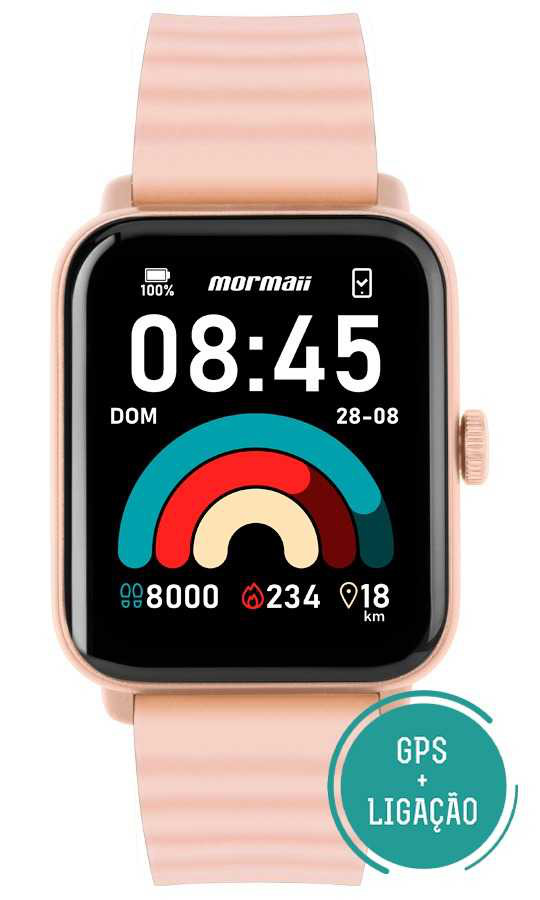 100%
mormaii
08:45
DOM
28-08
8000
234
18
km
GPS
+
LIGAÇÃO